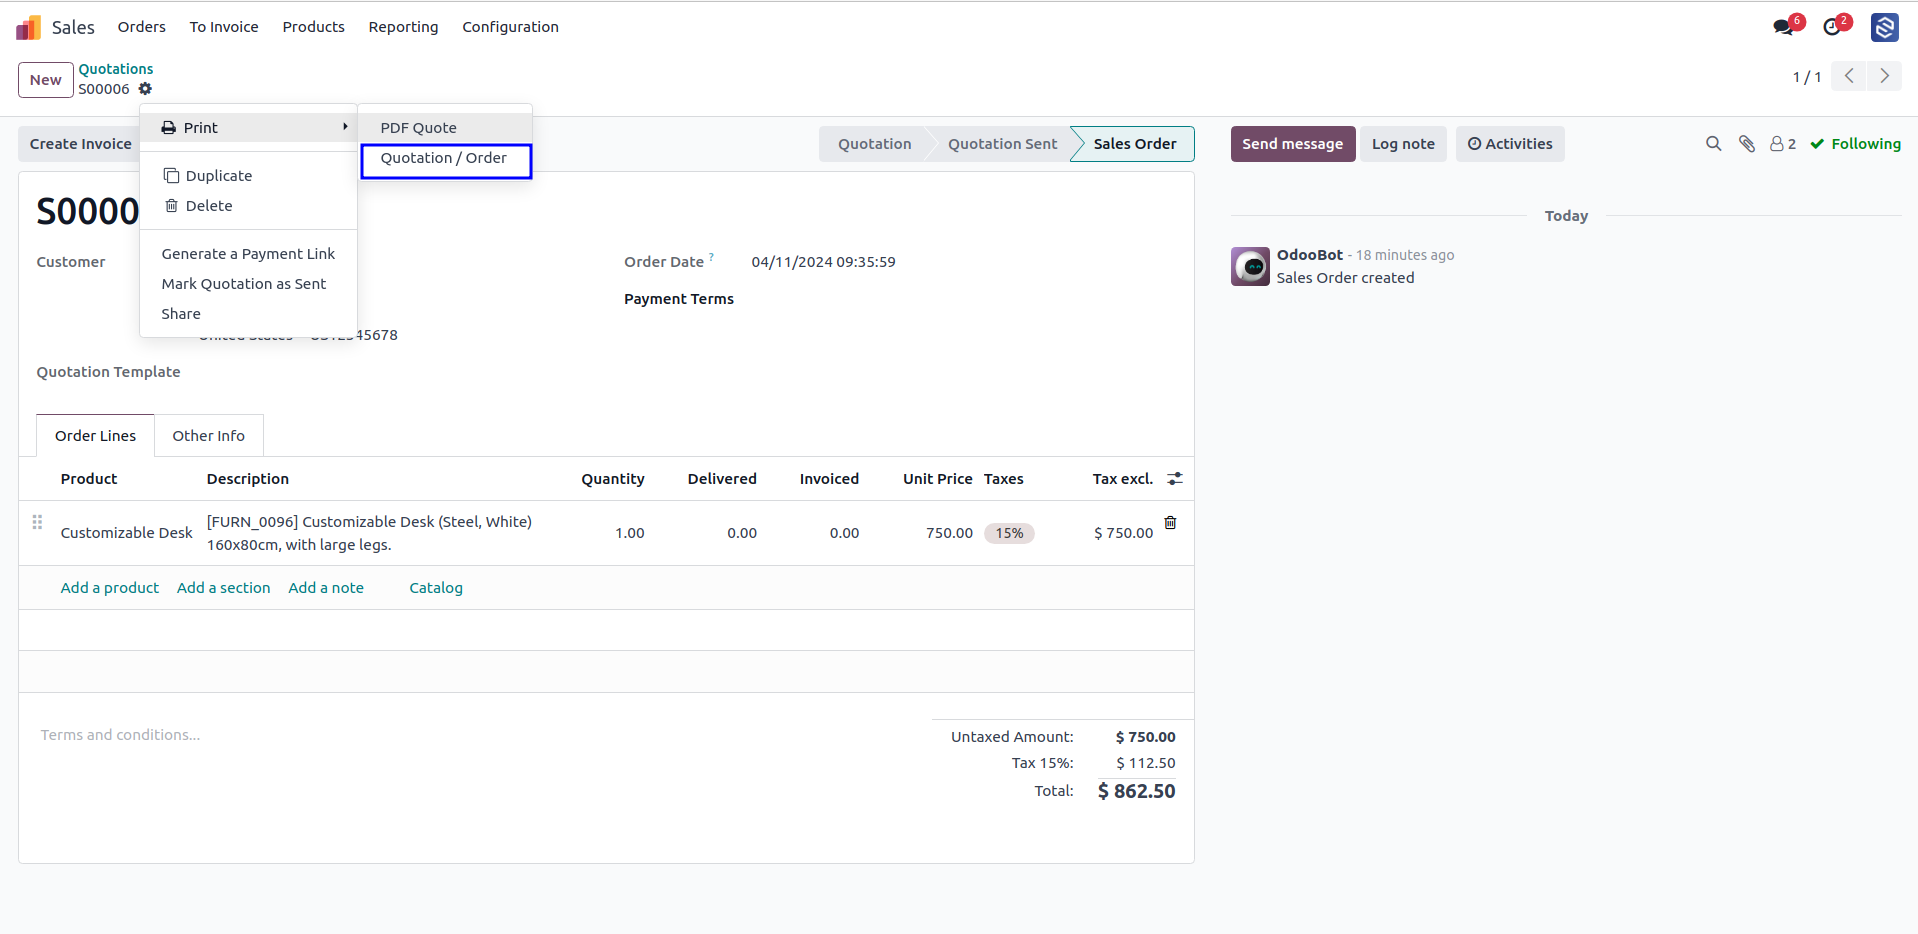 Sales Orders To Invoice Products Reporting Configuration 6 2
New Quotations 1 / 1
S00006
Print PDF Quote
Quotation / Order
Duplicate
Delete
Generate a Payment Link
Mark Quotation as Sent
Share
Create Invoice Quotation Quotation Sent Sales Order Send message Log note Activities 2 Following
S0000
Today
Customer Order Date ? 04/11/2024 09:35:59
OdooBot - 18 minutes ago
Sales Order created
Payment Terms
United States – US12345678
Quotation Template
Order Lines Other Info
Product Description Quantity Delivered Invoiced Unit Price Taxes Tax excl.
Customizable Desk [FURN_0096] Customizable Desk (Steel, White) 1.00 0.00 0.00 750.00 15% $ 750.00
160x80cm, with large legs.
Add a product Add a section Add a note Catalog
Terms and conditions...
Untaxed Amount: $ 750.00
Tax 15%: $ 112.50
Total: $ 862.50